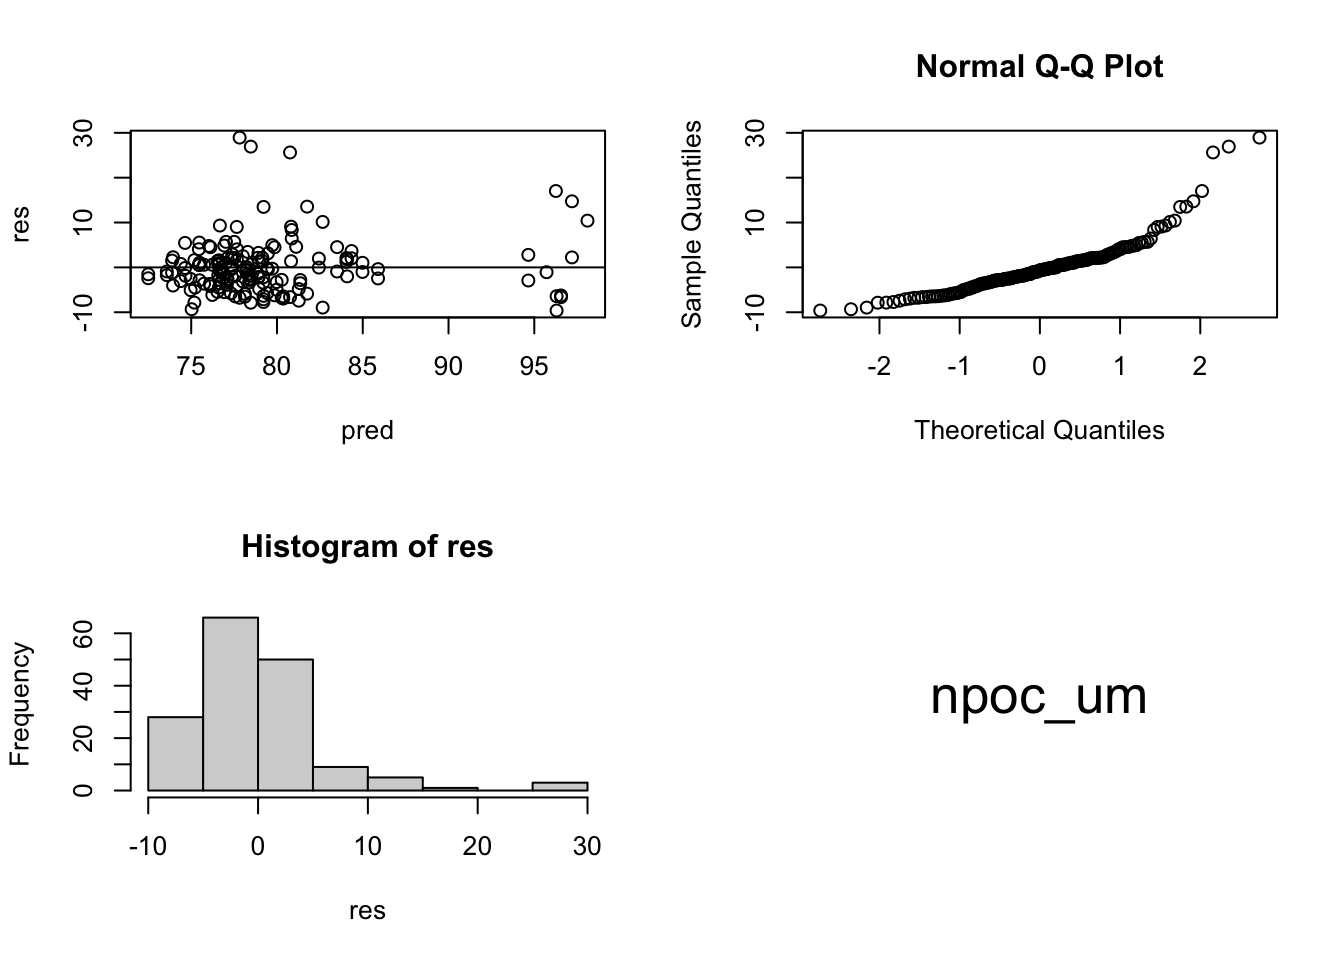 30
10
-10
res
75 80 85 90 95
pred
Normal Q-Q Plot
30
10
-10
Sample Quantiles
-2 -1 0 1 2
Theoretical Quantiles
Histogram of res
60
40
20
0
Frequency
-10 0 10 20 30
res
npoc_um